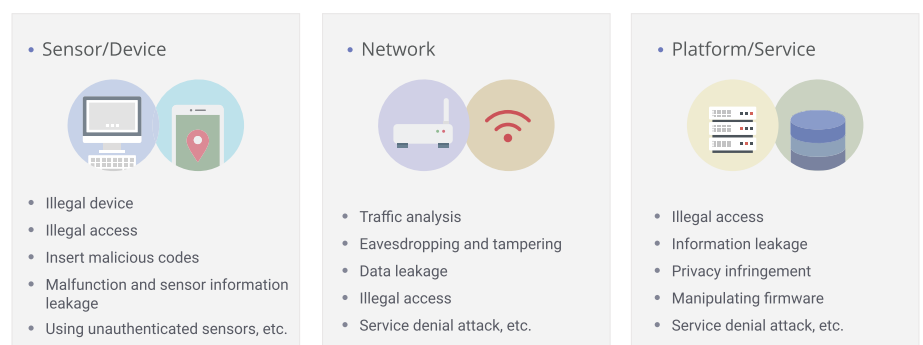 • Sensor/Device
• Illegal device
• Illegal access
• Insert malicious codes
• Malfunction and sensor information
leakage
• Using unauthenticated sensors, etc.
• Network
• Traffic analysis
• Eavesdropping and tampering
• Data leakage
• Illegal access
• Service denial attack, etc.
• Platform/Service
• Illegal access
• Information leakage
• Privacy infringement
• Manipulating firmware
• Service denial attack, etc.